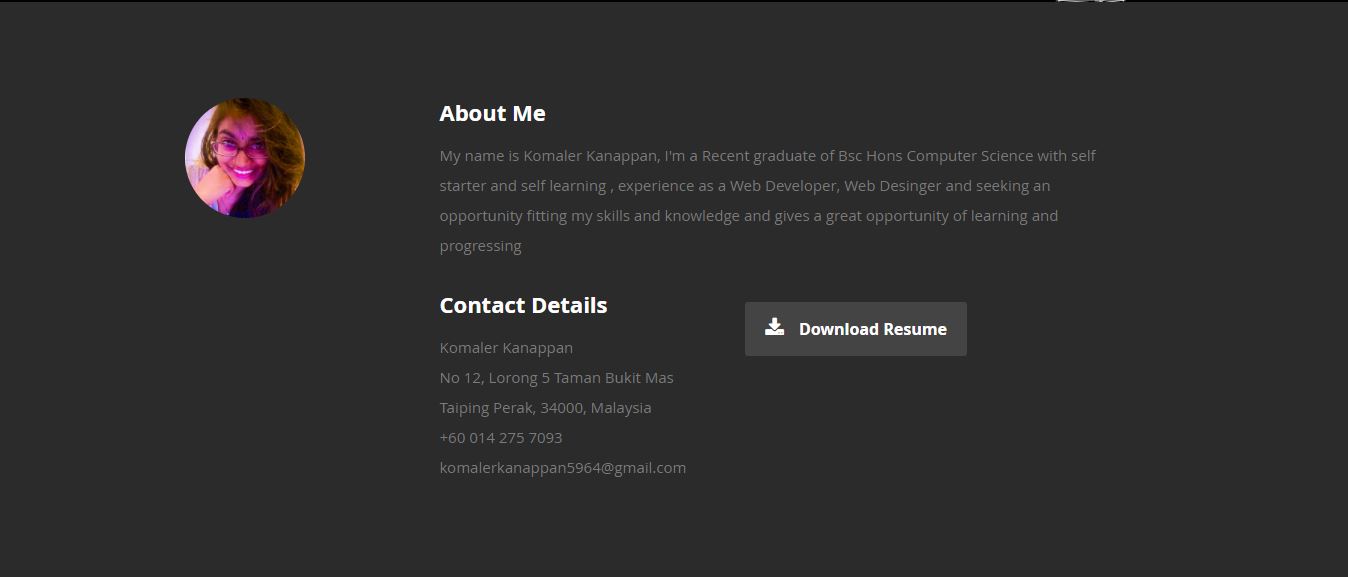 About Me
My name is Komaler Kanappan, I'm a Recent graduate of Bsc Hons Computer Science with self
starter and self learning , experience as a Web Developer, Web Desinger and seeking an
opportunity fitting my skills and knowledge and gives a great opportunity of learning and
progressing
Contact Details
Download Resume
Komaler Kanappan
No 12, Lorong 5 Taman Bukit Mas
Taiping Perak, 34000, Malaysia
+60 014 275 7093
komalerkanappan5964@gmail.com